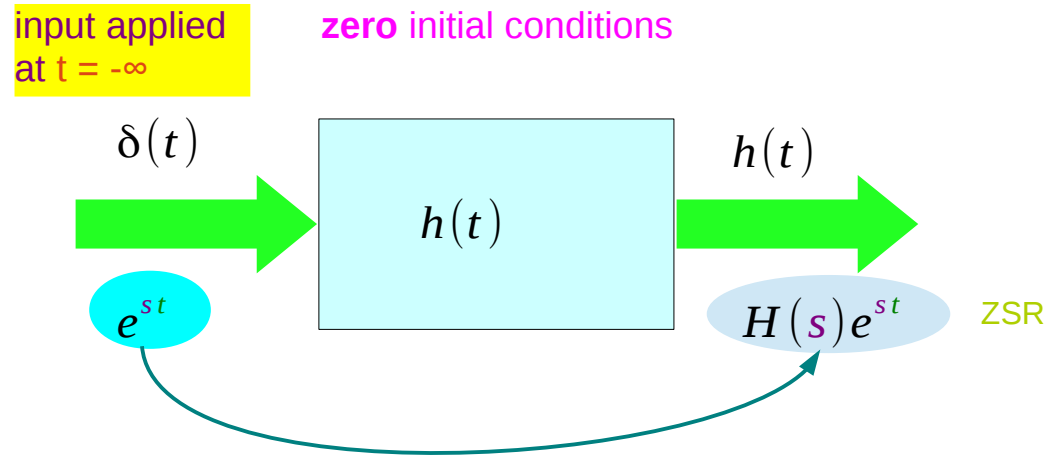 input applied
at t = -∞
zero initial conditions
δ(t)
h(t)
h(t)
e^{st}
H(s)e^{st}
ZSR